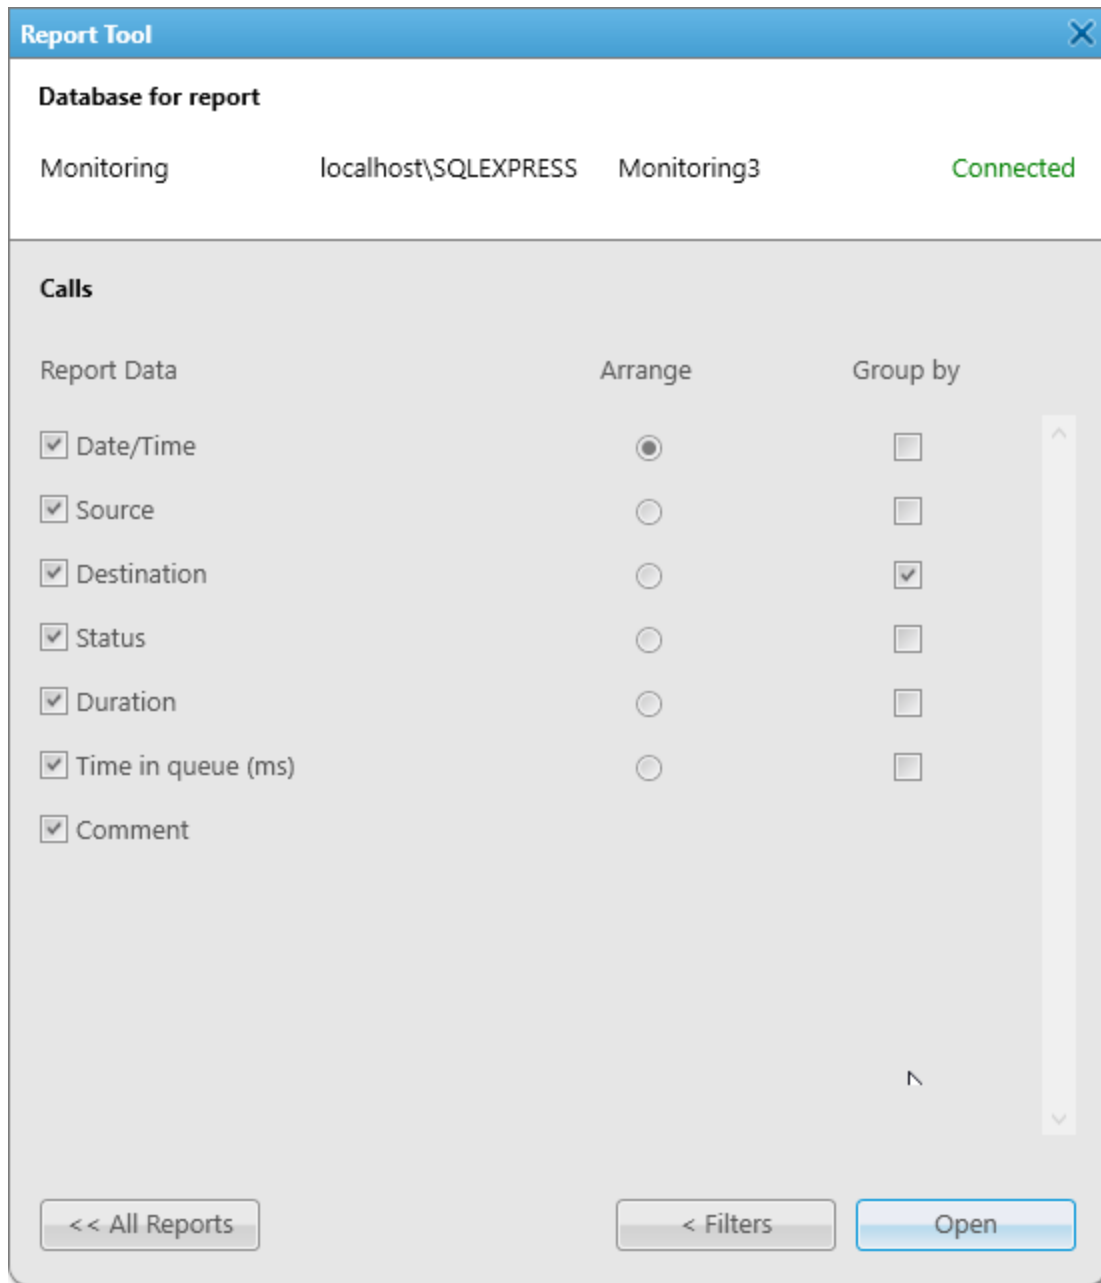 Report Tool
Database for report
Monitoring localhost\SQLEXPRESS Monitoring3 Connected
Calls
Report Data Arrange Group by
Date/Time
Source
Destination
Status
Duration
Time in queue (ms)
Comment
<< All Reports < Filters Open